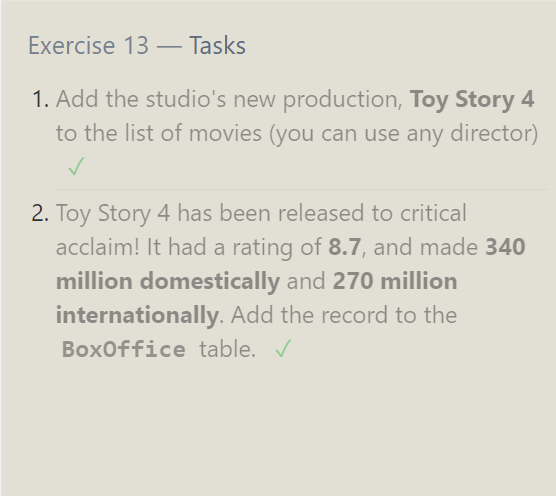 Exercise 13 — Tasks
1. Add the studio's new production, Toy Story 4
to the list of movies (you can use any director)
✓
2. Toy Story 4 has been released to critical
acclaim! It had a rating of 8.7, and made 340
million domestically and 270 million
internationally. Add the record to the
BoxOffice table. ✓